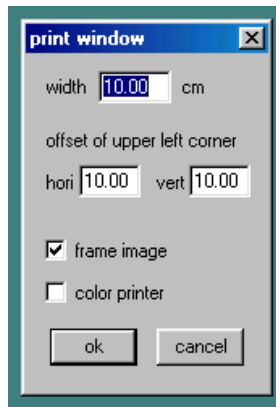 print window
width 10.00 cm
offset of upper left corner
hori 10.00 vert 10.00
frame image
color printer
ok cancel